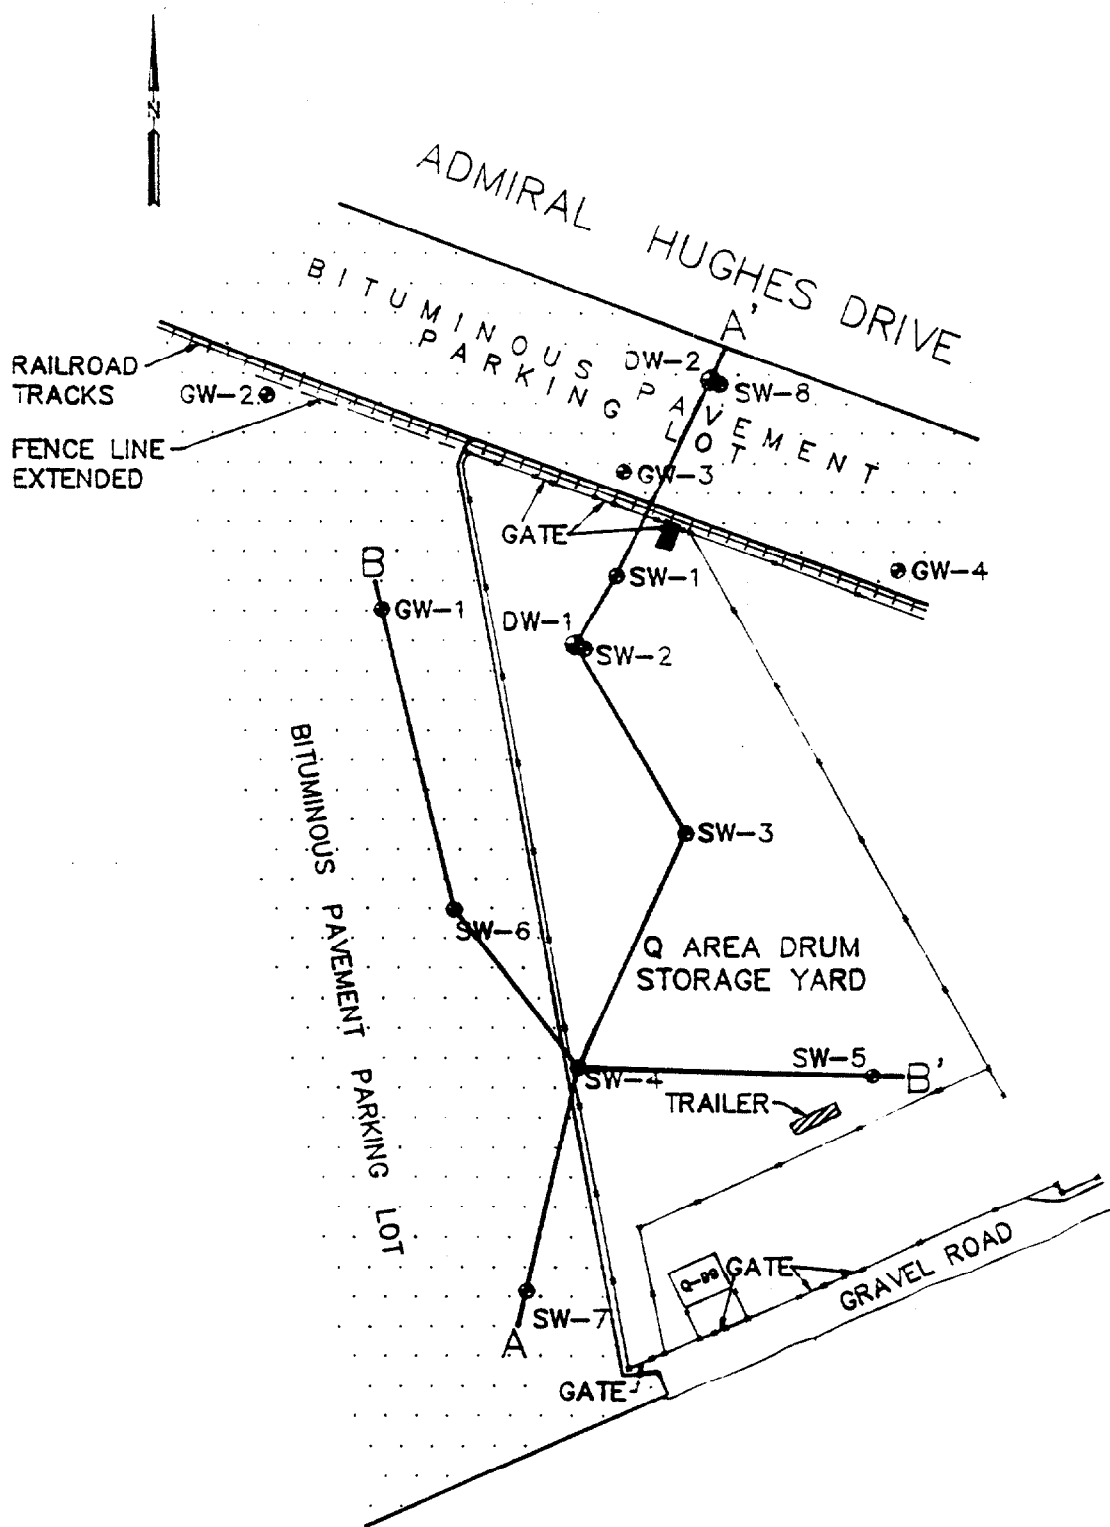 N
ADMIRAL HUGHES DRIVE
BITUMINOUS PAVEMENT
PARKING LOT
A'
DW-2
SW-8
RAILROAD
TRACKS
GW-2
FENCE LINE
EXTENDED
GW-3
GATE
GW-4
B
SW-1
GW-1
DW-1
SW-2
BITUMINOUS PAVEMENT PARKING LOT
SW-3
SW-6
Q AREA DRUM
STORAGE YARD
SW-5
B'
SW-4
TRAILER
GATE
GRAVEL ROAD
SW-7
A
GATE